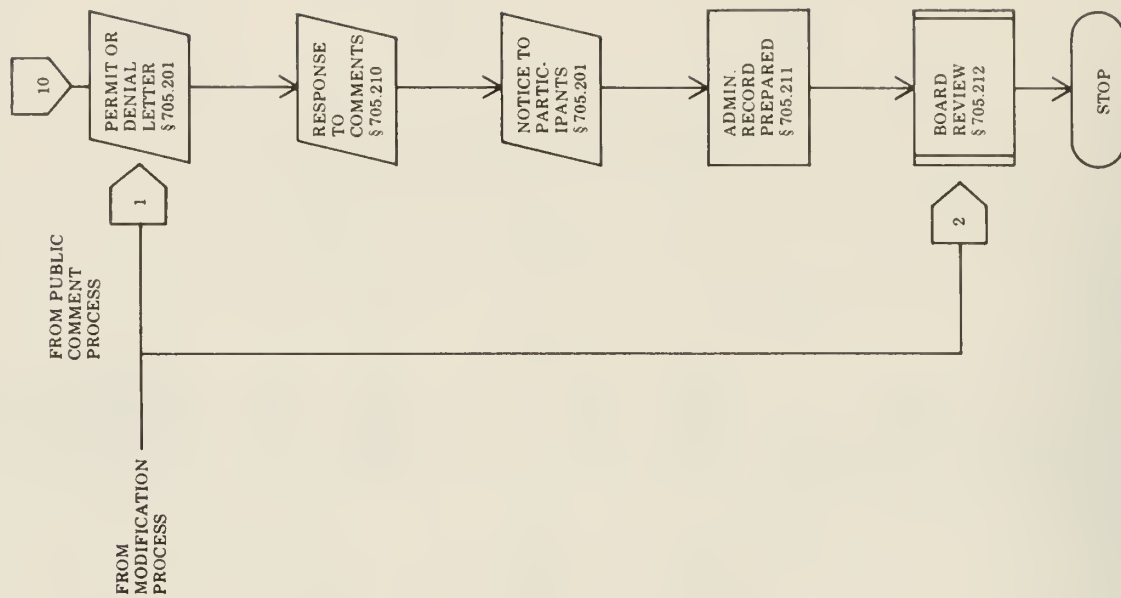 10
PERMIT OR
DENIAL
LETTER
§ 705.201
RESPONSE
TO
COMMENTS
§ 705.210
NOTICE TO
PARTIC-
IPANTS
§ 705.201
ADMIN.
RECORD
PREPARED
§ 705.211
BOARD
REVIEW
§ 705.212
STOP
1
2
FROM PUBLIC
COMMENT
PROCESS
FROM
MODIFICATION
PROCESS